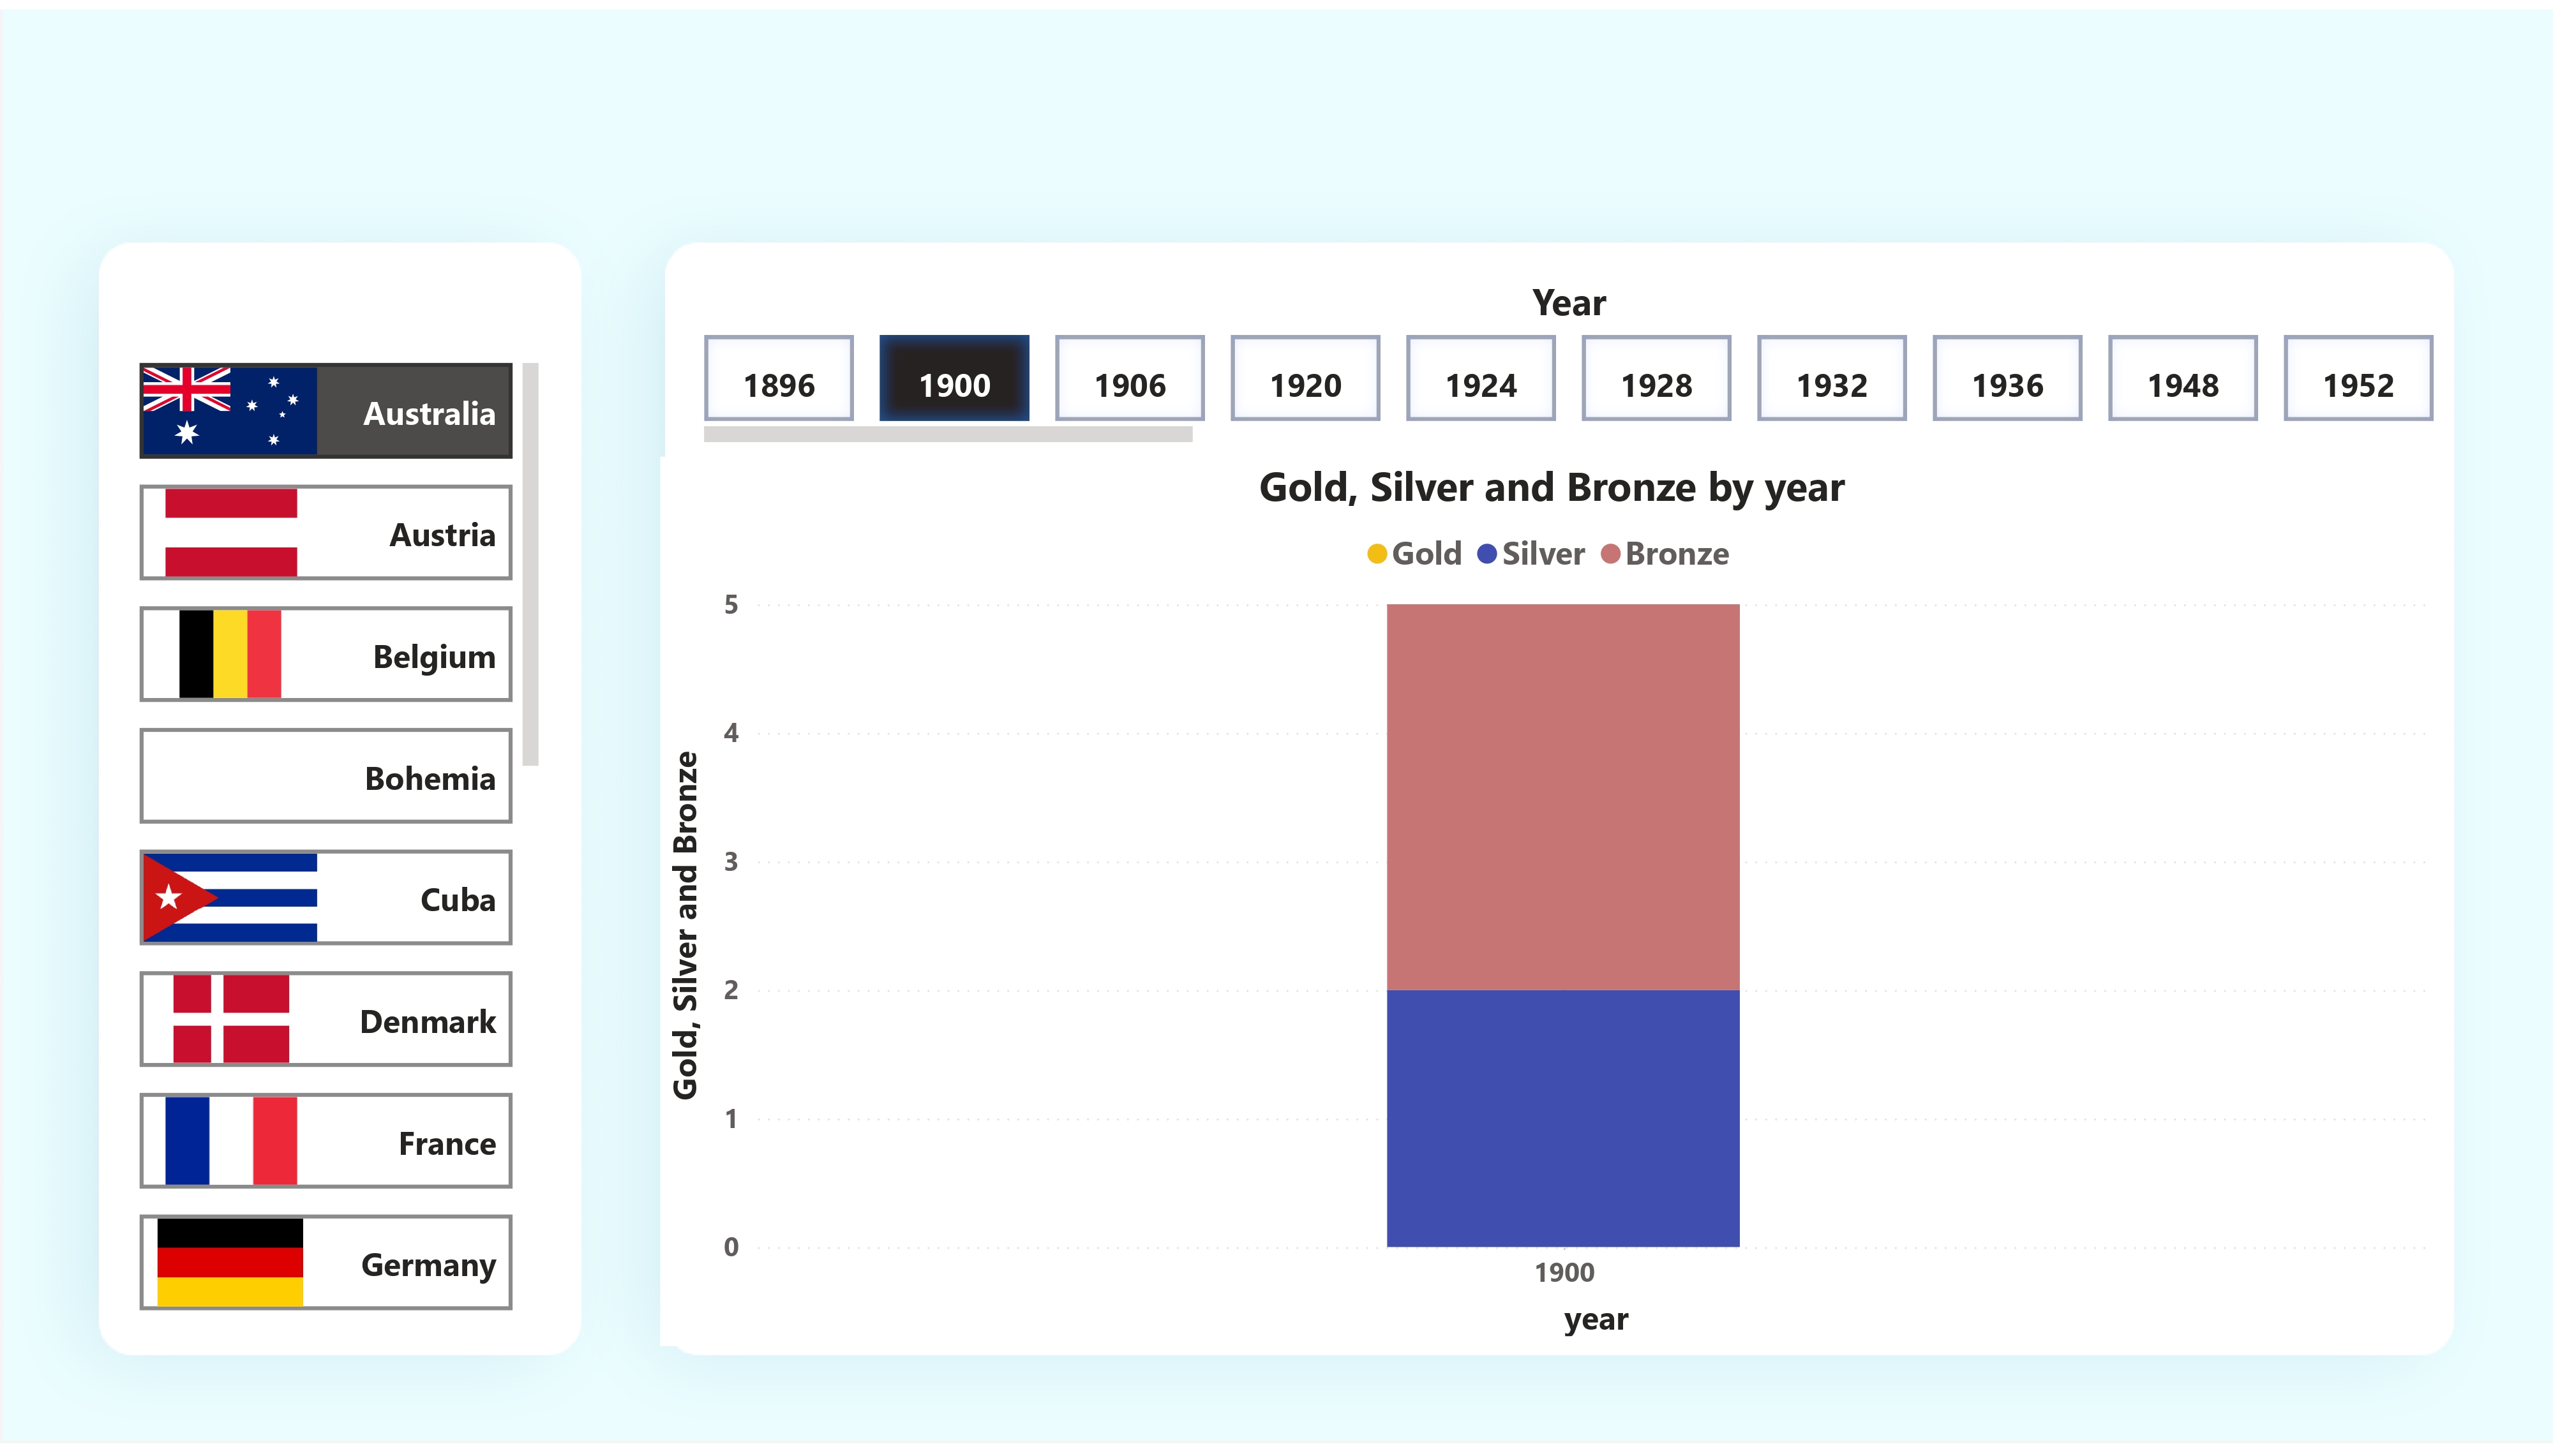 Australia
Austria
Belgium
Bohemia
Cuba
Denmark
France
Germany
Year
1896 1900 1906 1920 1924 1928 1932 1936 1948 1952
Gold, Silver and Bronze by year
Gold Silver Bronze
Gold, Silver and Bronze
5
4
3
2
1
0
1900
year